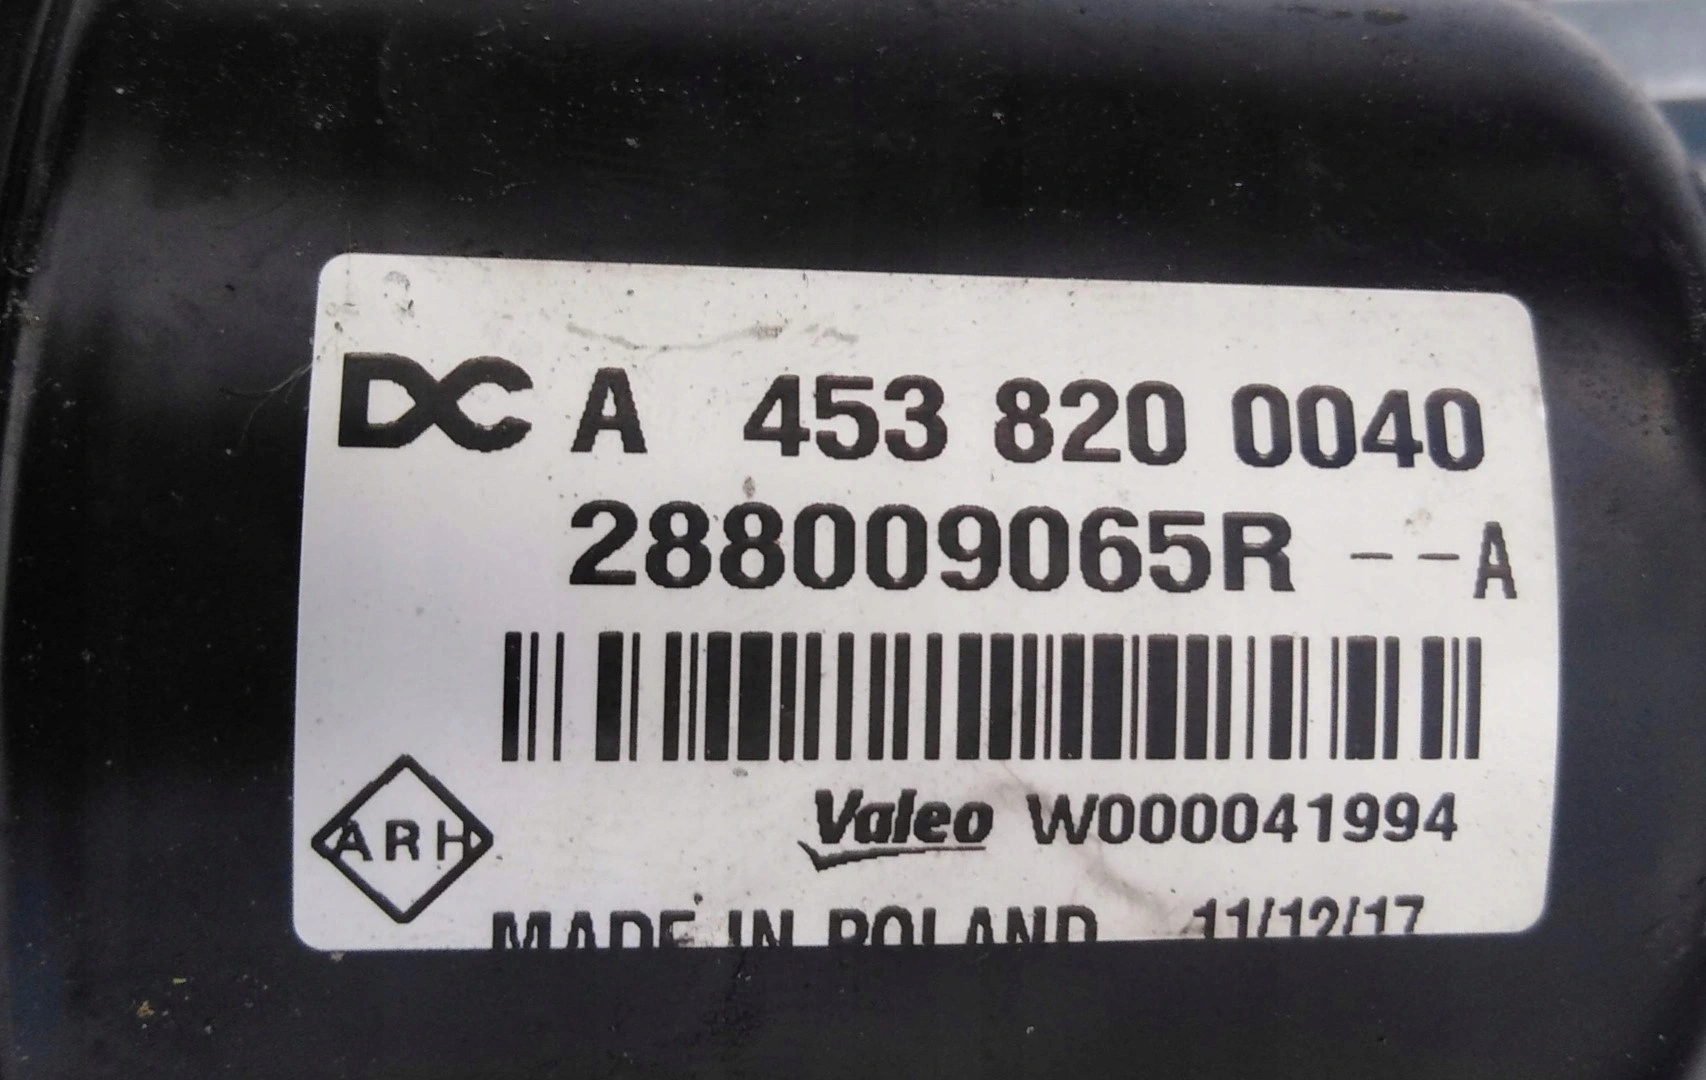 DC A 453 820 0040
288009065R --A
Valeo W000041994
ARH
MADE IN POLAND 11/12/17